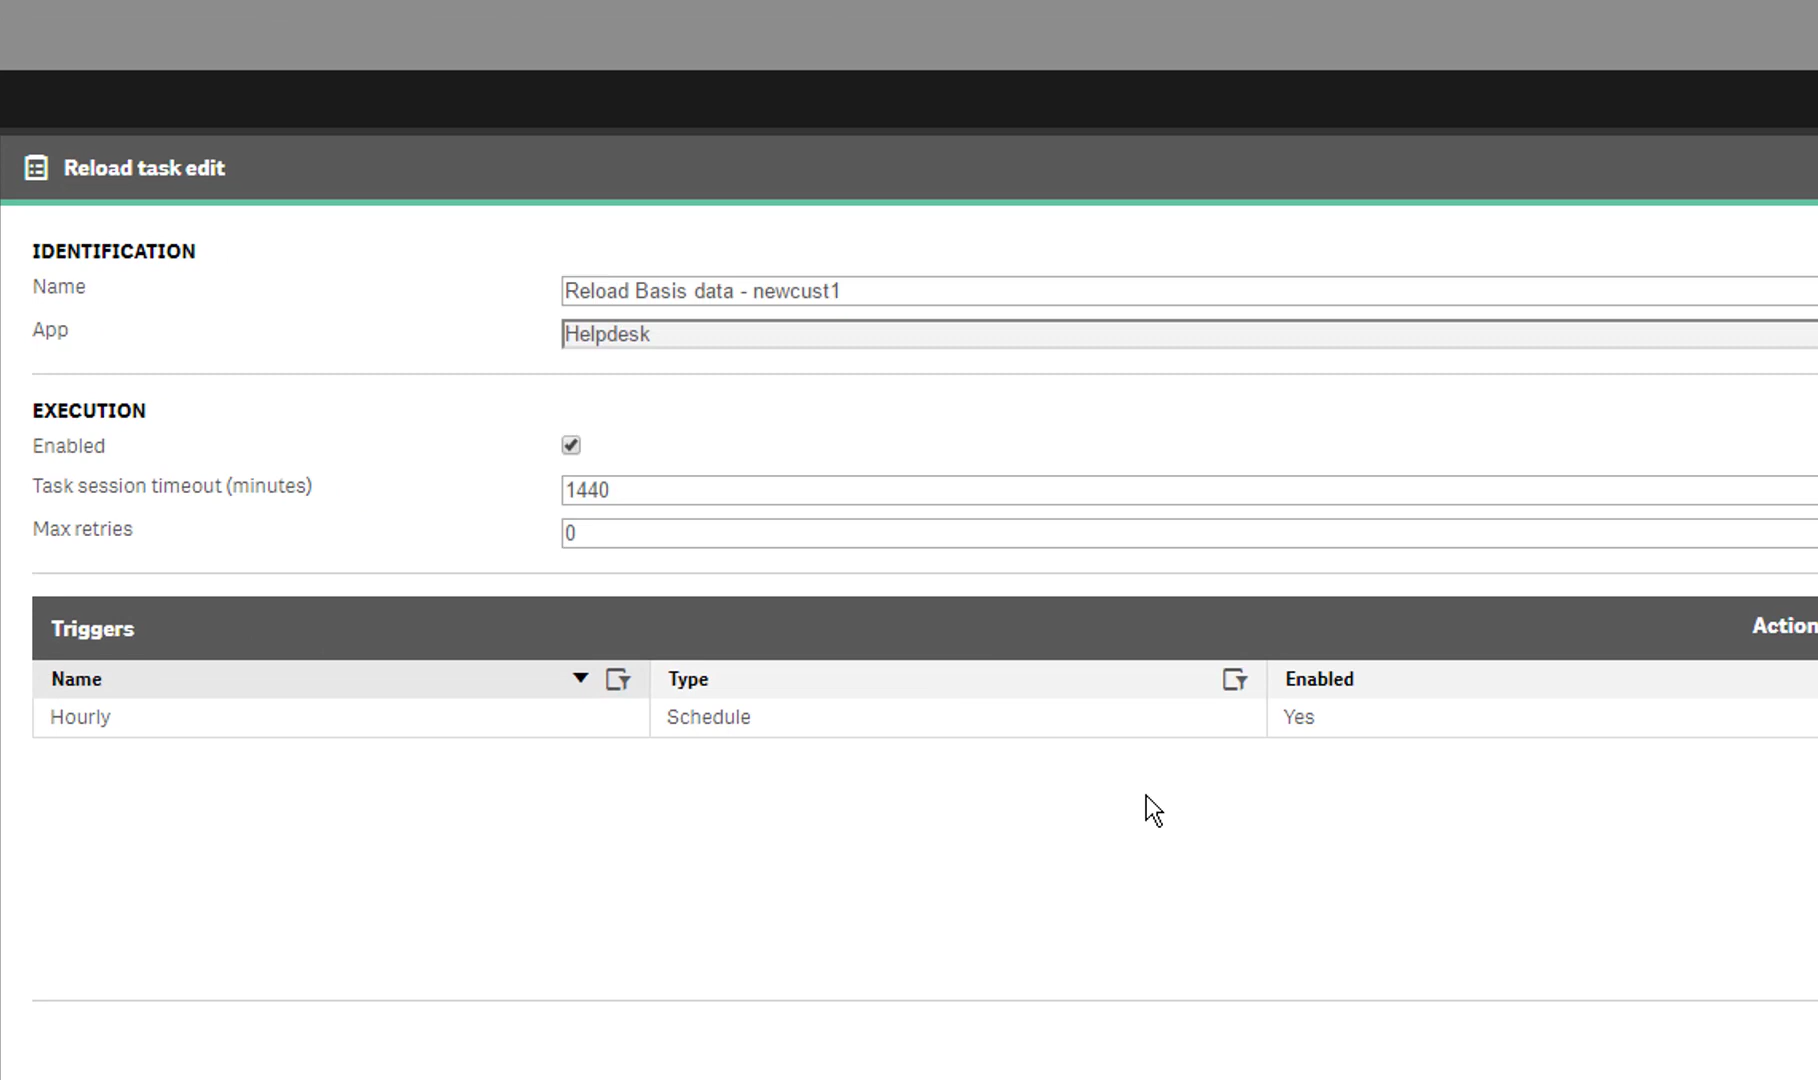 Reload task edit
IDENTIFICATION
Name
Reload Basis data - newcust1
App
Helpdesk
EXECUTION
Enabled
Task session timeout (minutes)
1440
Max retries
0
Triggers
Action
Name
Type
Enabled
Hourly
Schedule
Yes